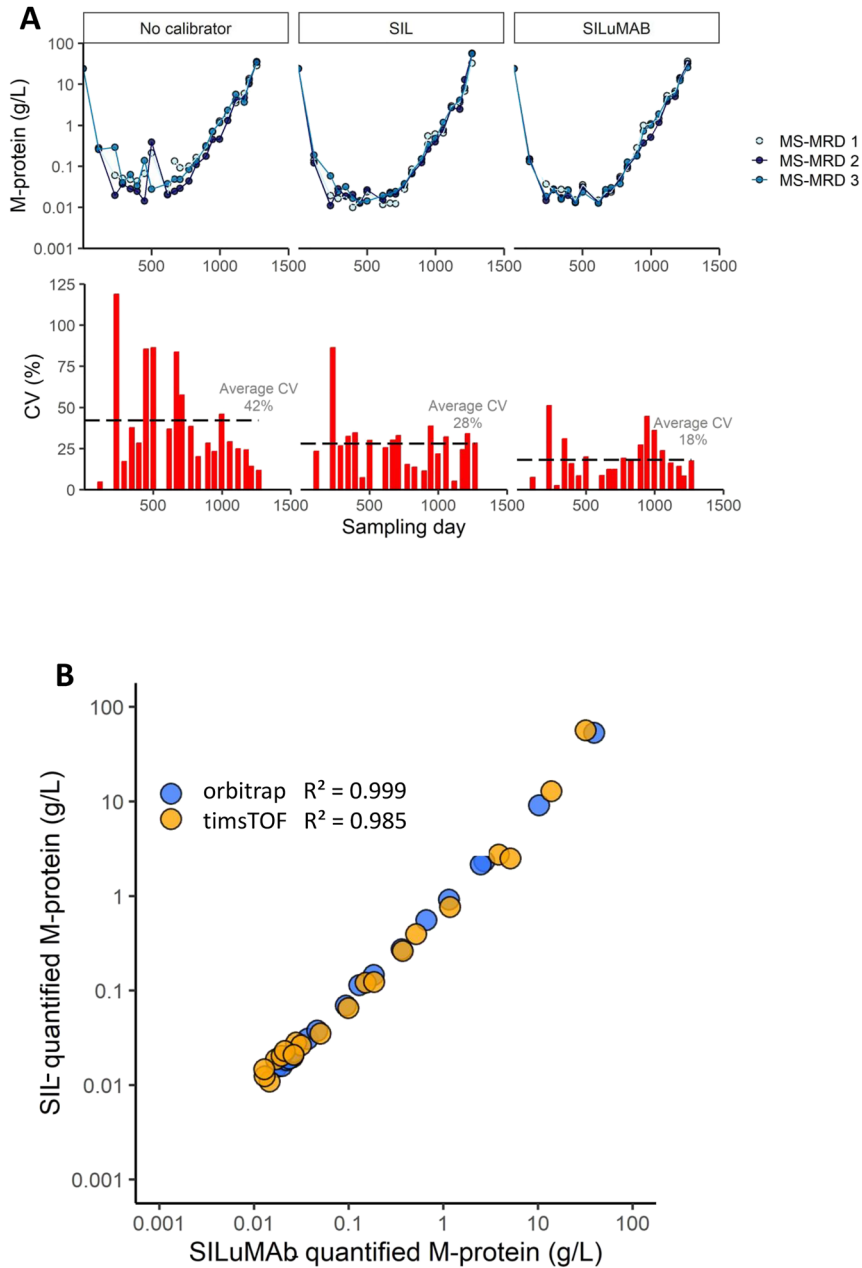 A
No calibrator
SIL
SILuMAB
M-protein (g/L)
100
10
1
0.1
0.01
0.001
500
1000
1500
500
1000
1500
500
1000
1500
MS-MRD 1
MS-MRD 2
MS-MRD 3
CV (%)
125
100
75
50
25
0
Average CV
42%
Average CV
28%
Average CV
18%
500
1000
1500
500
1000
1500
500
1000
1500
Sampling day
B
SIL- quantified M-protein (g/L)
100
10
1
0.1
0.01
0.001
orbitrap R² = 0.999
timsTOF R² = 0.985
0.001
0.01
0.1
1
10
100
SILuMAb- quantified M-protein (g/L)